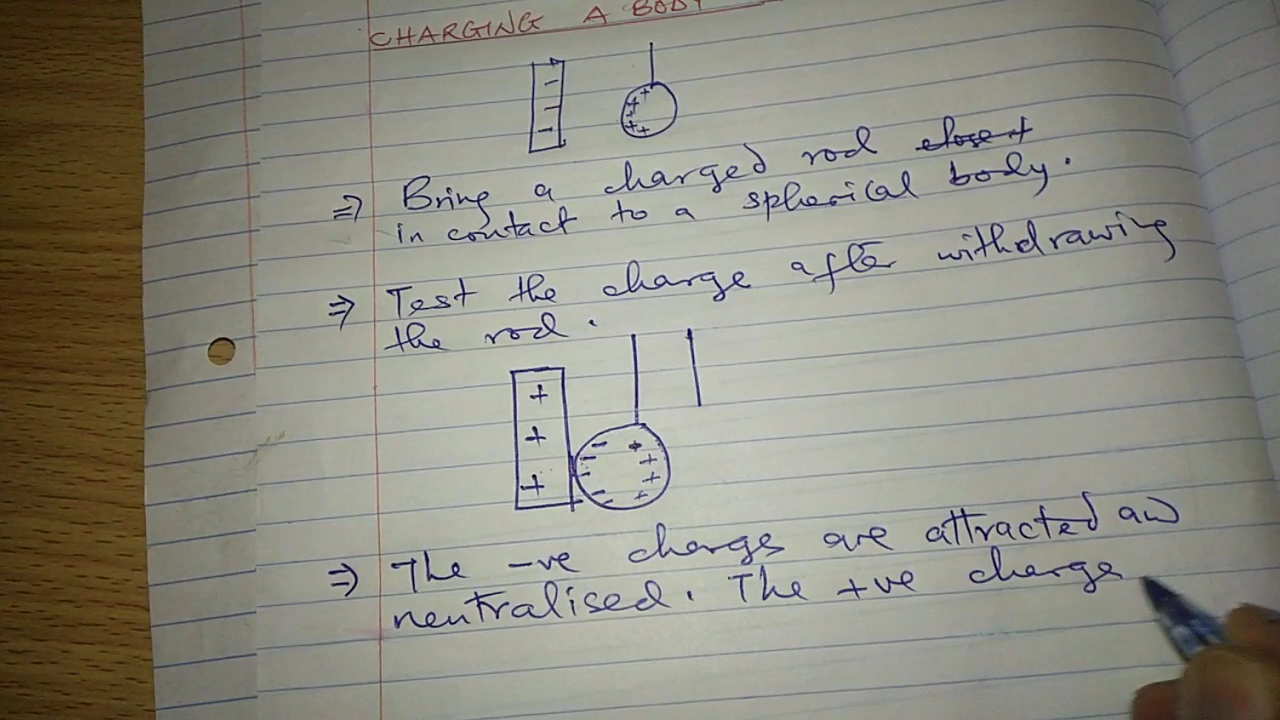 CHARGING A BODY
⇒ Bring a charged rod close t
in contact to a spherical body.
⇒ Test the charge after withdrawing
the rod.
⇒ The -ve charges are attracted and
neutralised. The +ve charge